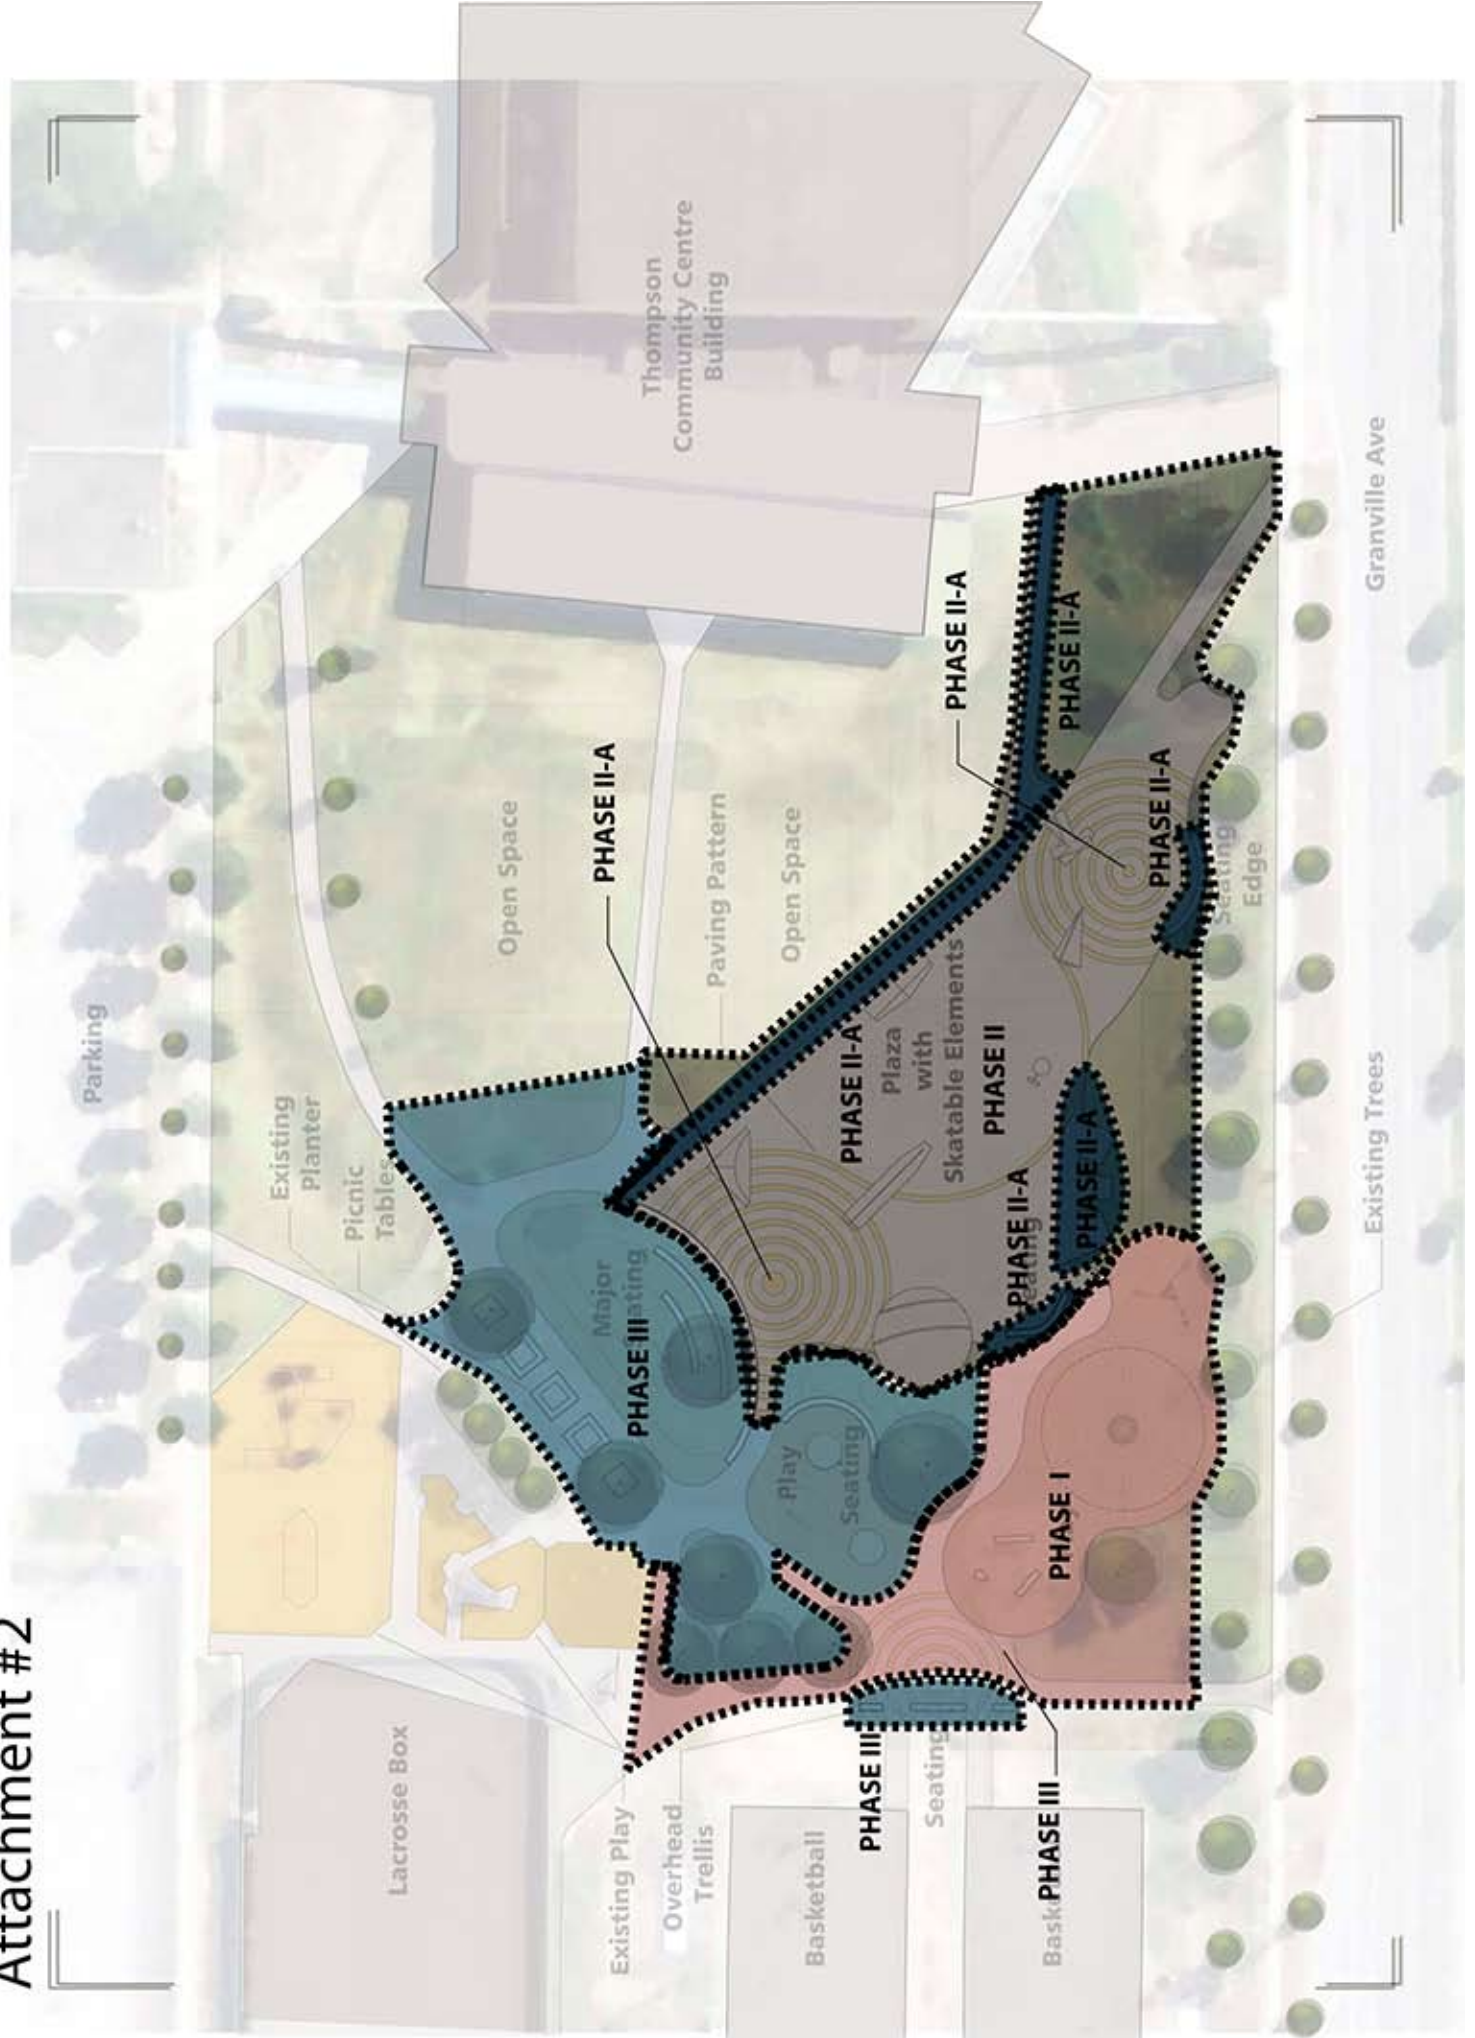 Attachment #2
Parking
Existing
Planter
Picnic
Tables
Lacrosse Box
Open Space
PHASE II-A
Thompson
Community Centre
Building
Major
PHASE III
Existing Play
Overhead
Trellis
Paving Pattern
Open Space
Play
Seating
Basketball
PHASE III
Seating
PHASE II-A
Plaza
with
Skatable Elements
PHASE II
PHASE II-A
PHASE II-A
PHASE II-A
PHASE I
PHASE III
PHASE II-A
PHASE II-A
PHASE II-A
Seating
Edge
Granville Ave
Existing Trees